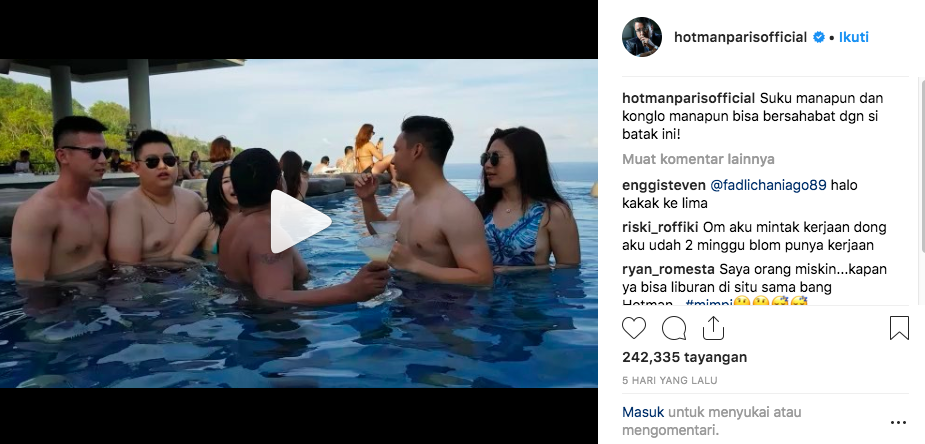 hotmanparisofficial • Ikuti
hotmanparisofficial Suku manapun dan
konglo manapun bisa bersahabat dgn si
batak ini!
Muat komentar lainnya
enggisteven @fadlichaniago89 halo
kakak ke lima
riski_roffiki Om aku mintak kerjaan dong
aku udah 2 minggu blom punya kerjaan
ryan_romesta Saya orang miskin...kapan
ya bisa liburan di situ sama bang
Hotman...#mimpi
242,335 tayangan
5 HARI YANG LALU
Masuk untuk menyukai atau
mengomentari.